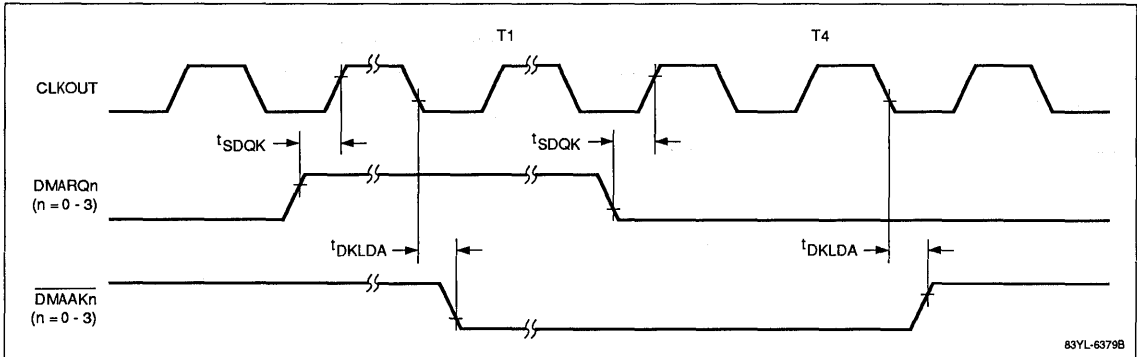 T1 T4
CLKOUT
tSDQK tSDQK
DMARQn
(n = 0 - 3)
tDKLDA tDKLDA
DMAAKn
(n = 0 - 3)
83YL-6379B